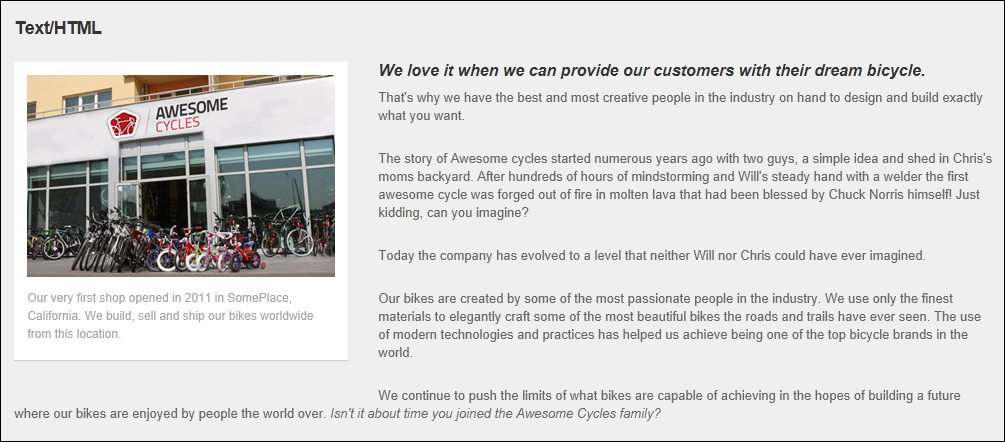 Text/HTML
AWESOME
CYCLES
Our very first shop opened in 2011 in SomePlace,
California. We build, sell and ship our bikes worldwide
from this location.
We love it when we can provide our customers with their dream bicycle.
That's why we have the best and most creative people in the industry on hand to design and build exactly
what you want.
The story of Awesome cycles started numerous years ago with two guys, a simple idea and shed in Chris's
moms backyard. After hundreds of hours of mindstorming and Will's steady hand with a welder the first
awesome cycle was forged out of fire in molten lava that had been blessed by Chuck Norris himself! Just
kidding, can you imagine?
Today the company has evolved to a level that neither Will nor Chris could have ever imagined.
Our bikes are created by some of the most passionate people in the industry. We use only the finest
materials to elegantly craft some of the most beautiful bikes the roads and trails have ever seen. The use
of modern technologies and practices has helped us achieve being one of the top bicycle brands in the
world.
We continue to push the limits of what bikes are capable of achieving in the hopes of building a future
where our bikes are enjoyed by people the world over. Isn't it about time you joined the Awesome Cycles family?